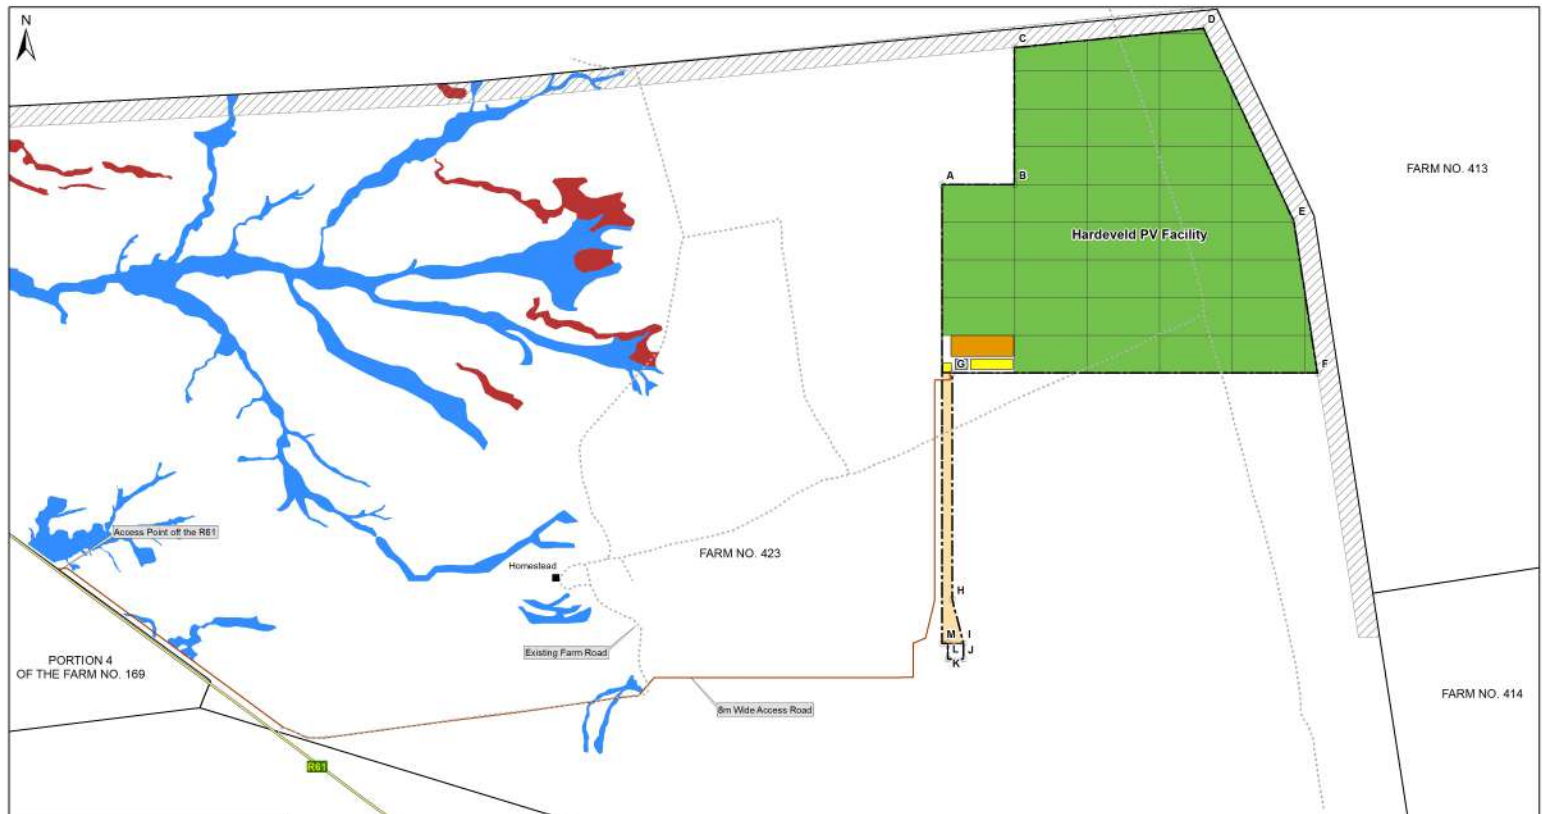 N
D
C
FARM NO. 413
A
B
E
Hardeveld PV Facility
[G]
F
Access Point off the R61
FARM NO. 423
Homestead
H
M
I
L
J
K
Existing Farm Road
PORTION 4
OF THE FARM NO. 169
FARM NO. 414
8m Wide Access Road
R61